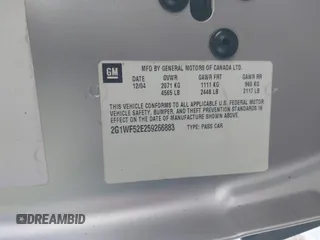 GM
MFD BY GENERAL MOTORS OF CANADA LTD.
DATE GVWR GAWR FRT GAWR RR
12/04 2071 KG 1111 KG 960 KG
4565 LB 2448 LB 2117 LB
THIS VEHICLE CONFORMS TO ALL APPLICABLE U.S. FEDERAL MOTOR
VEHICLE SAFETY, BUMPER, AND THEFT PREVENTION STANDARDS IN
EFFECT ON THE DATE OF MANUFACTURE SHOWN ABOVE.
2G1WF52E259266883 TYPE: PASS CAR
© DREAMBID